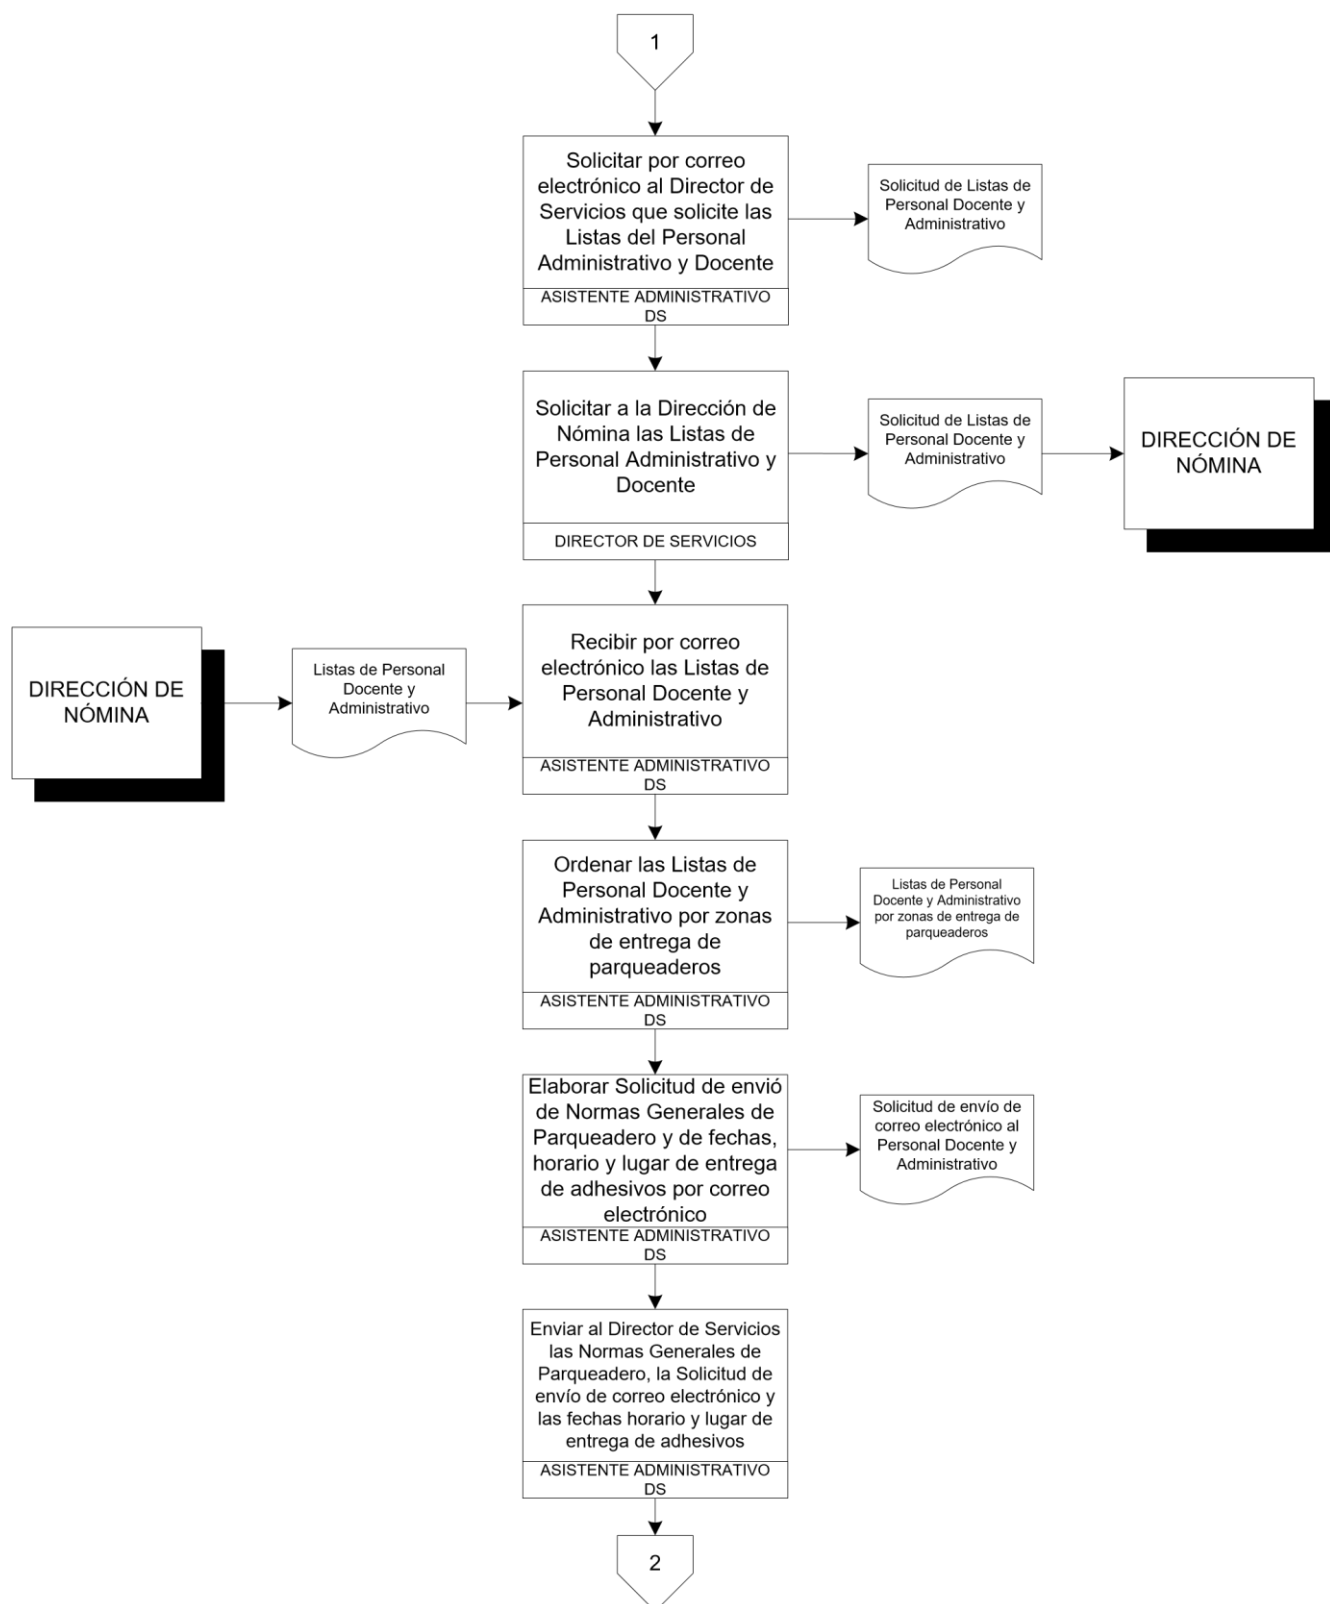 1
Solicitar por correo
electrónico al Director de
Servicios que solicite las
Listas del Personal
Administrativo y Docente
ASISTENTE ADMINISTRATIVO
DS
Solicitud de Listas de
Personal Docente y
Administrativo
Solicitar a la Dirección de
Nómina las Listas de
Personal Administrativo y
Docente
DIRECTOR DE SERVICIOS
Solicitud de Listas de
Personal Docente y
Administrativo
DIRECCIÓN DE
NÓMINA
DIRECCIÓN DE
NÓMINA
Listas de Personal
Docente y
Administrativo
Recibir por correo
electrónico las Listas de
Personal Docente y
Administrativo
ASISTENTE ADMINISTRATIVO
DS
Ordenar las Listas de
Personal Docente y
Administrativo por zonas
de entrega de
parqueaderos
ASISTENTE ADMINISTRATIVO
DS
Listas de Personal
Docente y Administrativo
por zonas de entrega de
parqueaderos
Elaborar Solicitud de envió
de Normas Generales de
Parqueadero y de fechas,
horario y lugar de entrega
de adhesivos por correo
electrónico
ASISTENTE ADMINISTRATIVO
DS
Solicitud de envío de
correo electrónico al
Personal Docente y
Administrativo
Enviar al Director de Servicios
las Normas Generales de
Parqueadero, la Solicitud de
envío de correo electrónico y
las fechas horario y lugar de
entrega de adhesivos
ASISTENTE ADMINISTRATIVO
DS
2